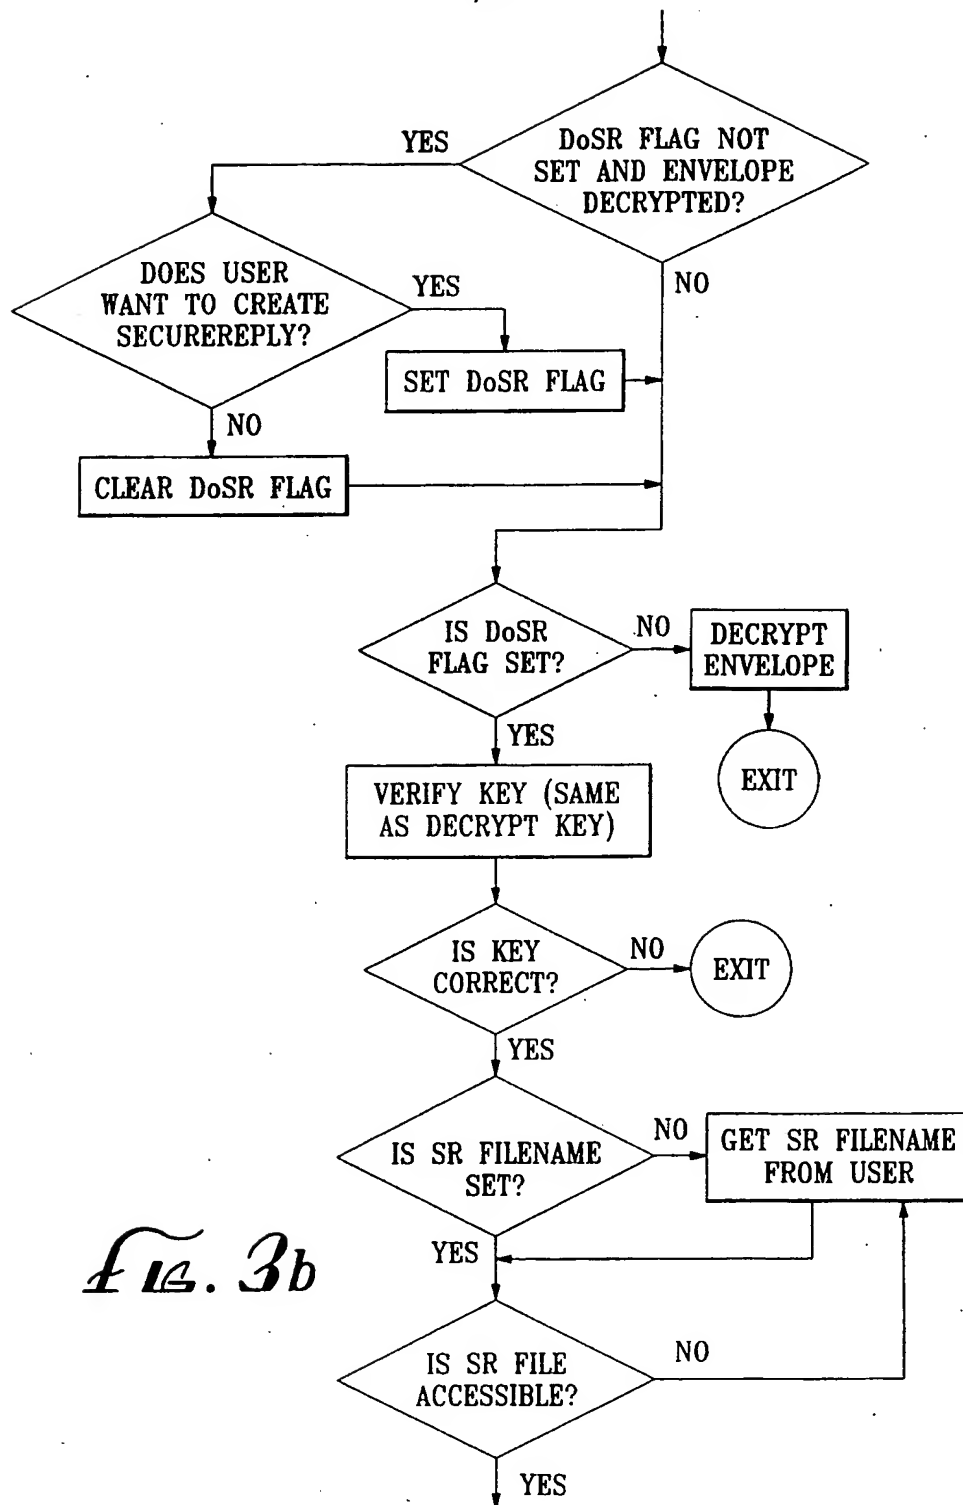 DoSR FLAG NOT
SET AND ENVELOPE
DECRYPTED?
YES
NO
DOES USER
WANT TO CREATE
SECUREREPLY?
YES
SET DoSR FLAG
NO
CLEAR DoSR FLAG
IS DoSR
FLAG SET?
NO
DECRYPT
ENVELOPE
EXIT
YES
VERIFY KEY (SAME
AS DECRYPT KEY)
IS KEY
CORRECT?
NO
EXIT
YES
IS SR FILENAME
SET?
NO
GET SR FILENAME
FROM USER
YES
IS SR FILE
ACCESSIBLE?
NO
YES
FIG. 3b